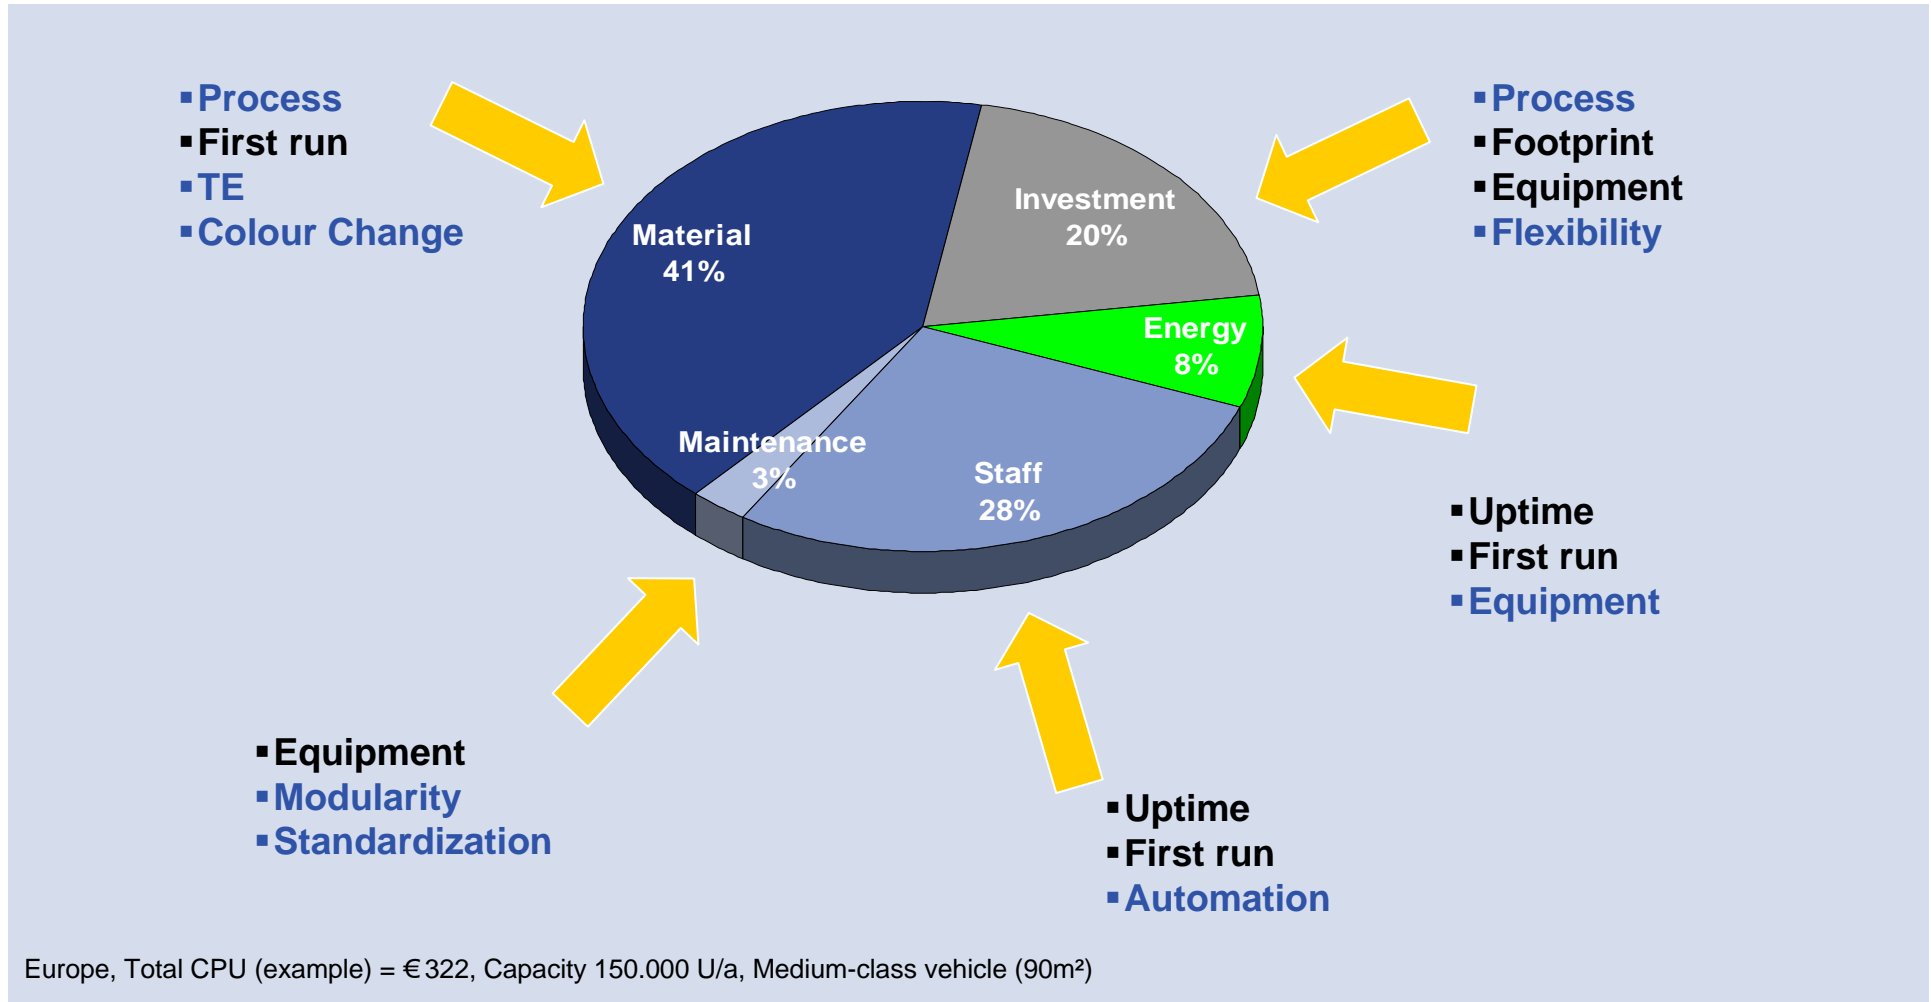 ▪Process
▪First run
▪TE
▪Colour Change
▪Process
▪Footprint
▪Equipment
▪Flexibility
Investment
20%
Material
41%
Energy
8%
Maintenance
3%
Staff
28%
▪Uptime
▪First run
▪Equipment
▪Equipment
▪Modularity
▪Standardization
▪Uptime
▪First run
▪Automation
Europe, Total CPU (example) = € 322, Capacity 150.000 U/a, Medium-class vehicle (90m²)